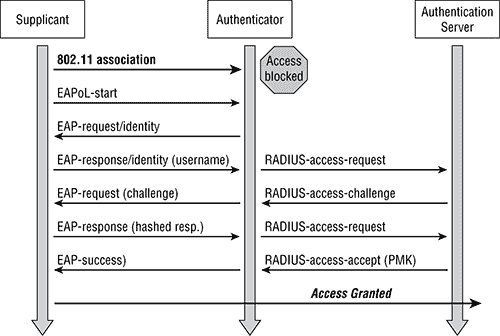 Supplicant
Authenticator
Authentication
Server
802.11 association
Access
blocked
EAPoL-start
EAP-request/identity
EAP-response/identity (username)
RADIUS-access-request
EAP-request (challenge)
RADIUS-access-challenge
EAP-response (hashed resp.)
RADIUS-access-request
EAP-success)
RADIUS-access-accept (PMK)
Access Granted